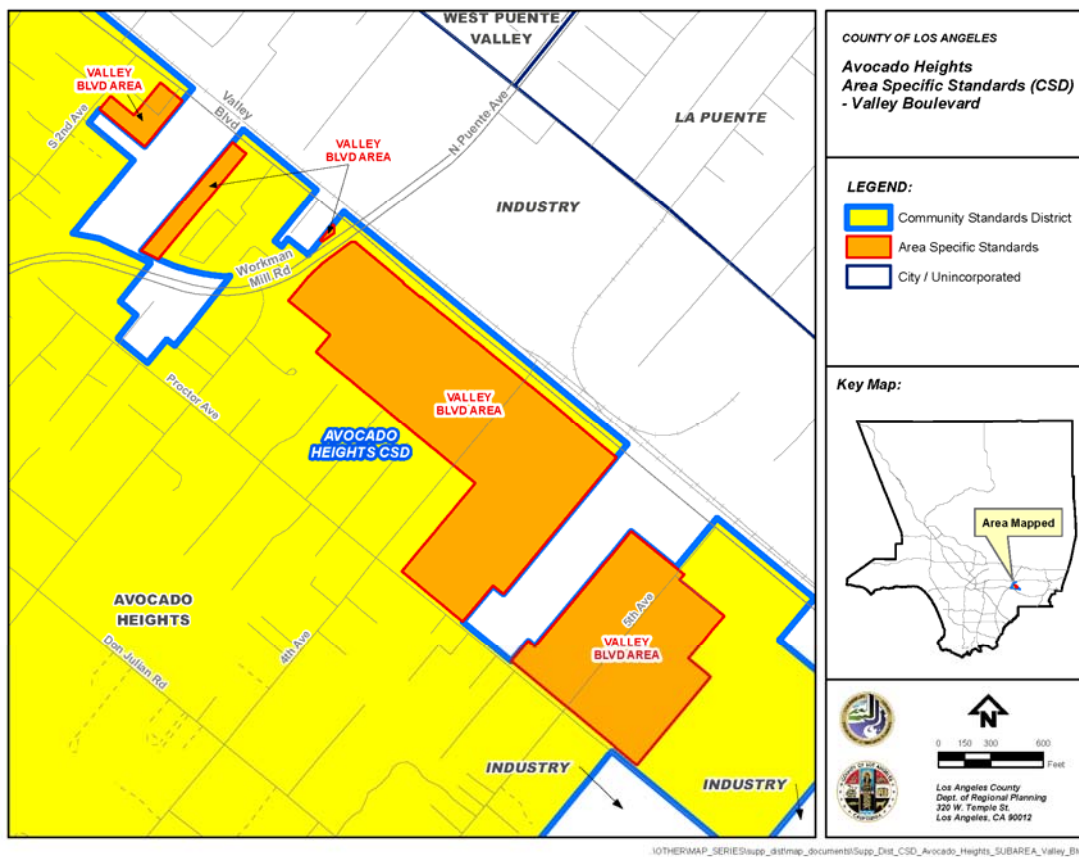 WEST PUENTE
VALLEY
VALLEY
BLVD AREA
Valley
Blvd
S 2nd Ave
N Puente Ave
LA PUENTE
VALLEY
BLVD AREA
INDUSTRY
Workman
Mill Rd
Proctor Ave
VALLEY
BLVD AREA
AVOCADO
HEIGHTS CSD
AVOCADO
HEIGHTS
5th Ave
4th Ave
VALLEY
BLVD AREA
Don Julian Rd
INDUSTRY
INDUSTRY
COUNTY OF LOS ANGELES
Avocado Heights
Area Specific Standards (CSD)
- Valley Boulevard
LEGEND:
Community Standards District
Area Specific Standards
City / Unincorporated
Key Map:
Area Mapped
N
0 150 300 600
Feet
Los Angeles County
Dept. of Regional Planning
320 W. Temple St.
Los Angeles, CA 90012